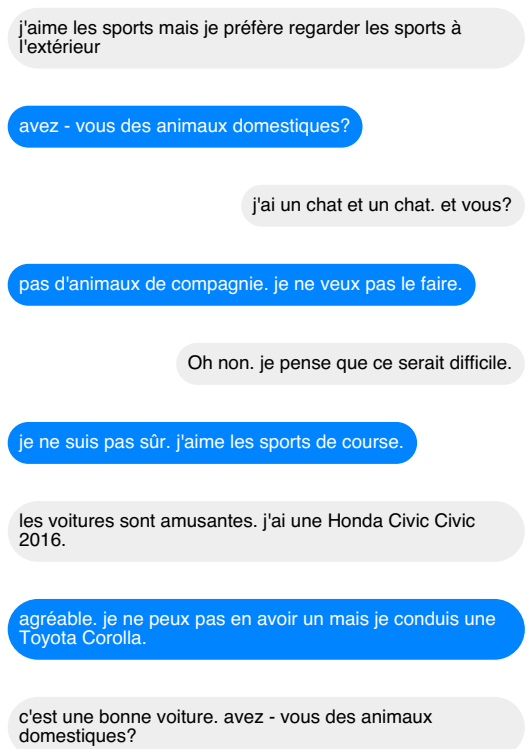 j'aime les sports mais je préfère regarder les sports à
l'extérieur
avez - vous des animaux domestiques?
j'ai un chat et un chat. et vous?
pas d'animaux de compagnie. je ne veux pas le faire.
Oh non. je pense que ce serait difficile.
je ne suis pas sûr. j'aime les sports de course.
les voitures sont amusantes. j'ai une Honda Civic Civic
2016.
agréable. je ne peux pas en avoir un mais je conduis une
Toyota Corolla.
c'est une bonne voiture. avez - vous des animaux
domestiques?